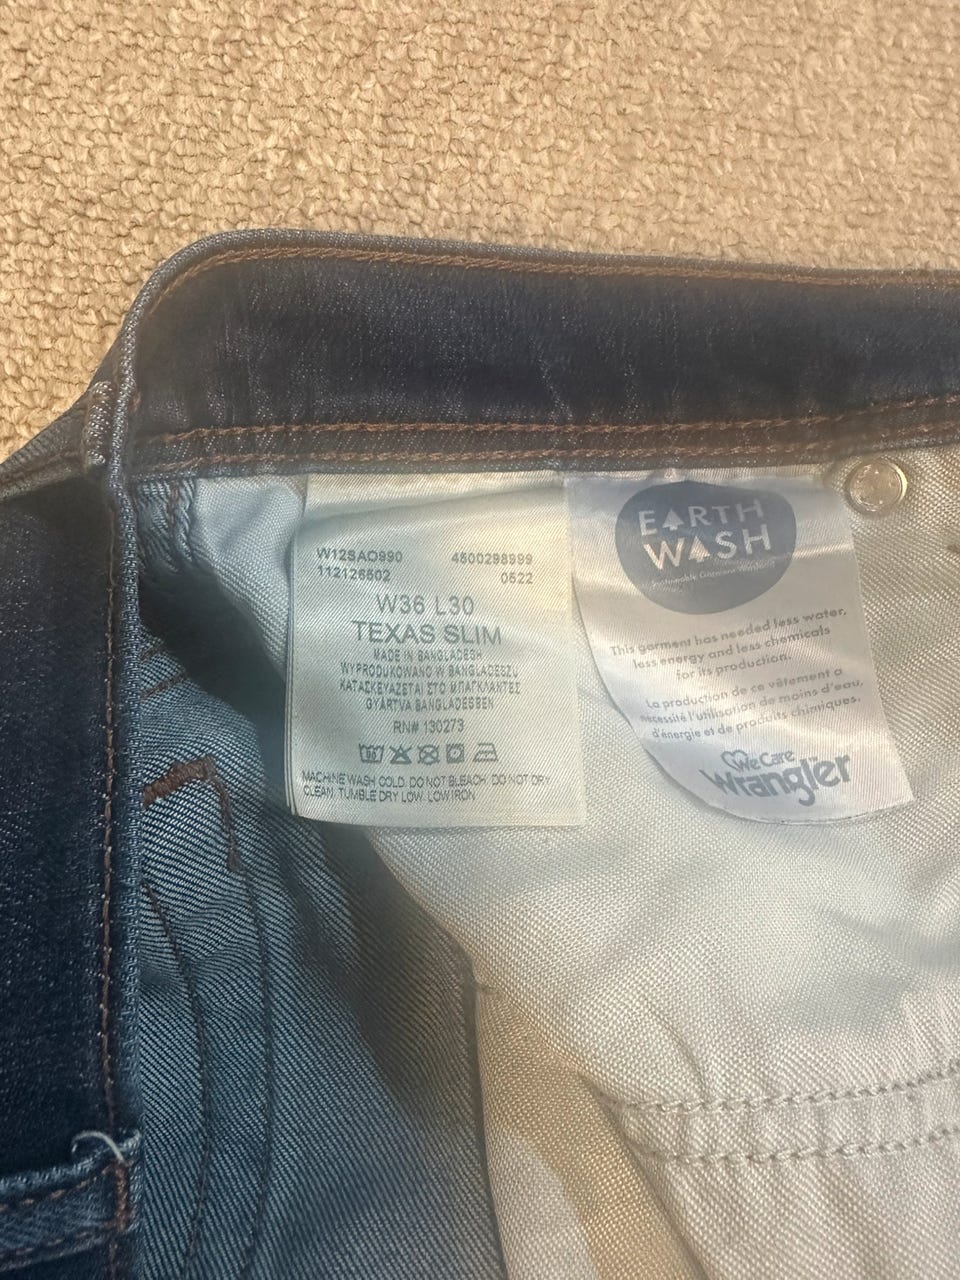 W12SAO990 4500298999
112126502 0522
W36 L30
TEXAS SLIM
MADE IN BANGLADESH
WYPRODUKOWANO W BANGLADESZU
ΚΑΤΑΣΚΕΥΑΖΕΤΑΙ ΣΤΟ ΜΠΑΓΚΛΑΝΤΕΣ
GYÁRTVA BANGLADESBEN
RN# 130273
MACHINE WASH COLD. DO NOT BLEACH. DO NOT DRY
CLEAN. TUMBLE DRY LOW. LOW IRON
EARTH
WASH
This garment has needed less water,
less energy and less chemicals
for its production.
La production de ce vêtement a
nécessité l'utilisation de moins d'eau,
d'énergie et de produits chimiques.
We Care
Wrangler